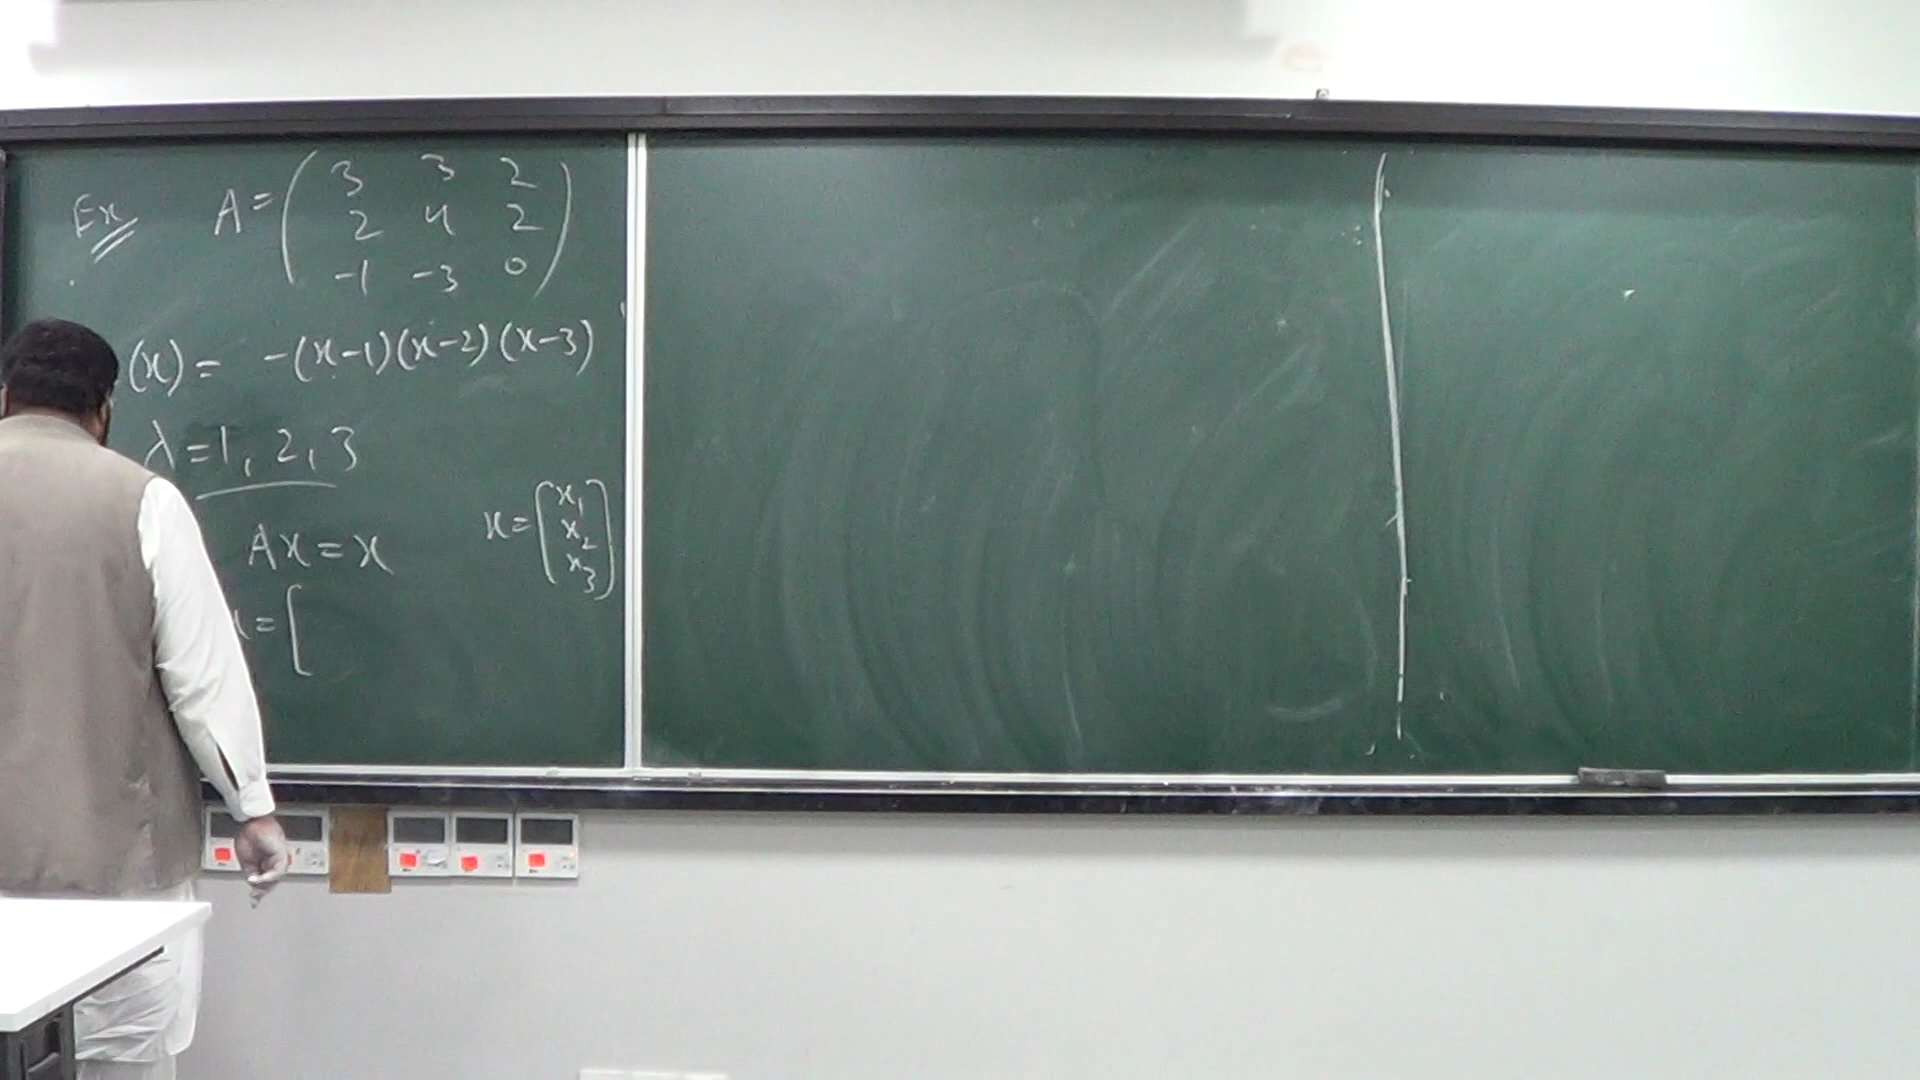 Ex A = ( 3 3 2
2 4 2
-1 -3 0 )
(x) = -(x-1)(x-2)(x-3)
λ = 1, 2, 3
Ax = x x = [ x₁
x₂
x₃ ]
= [